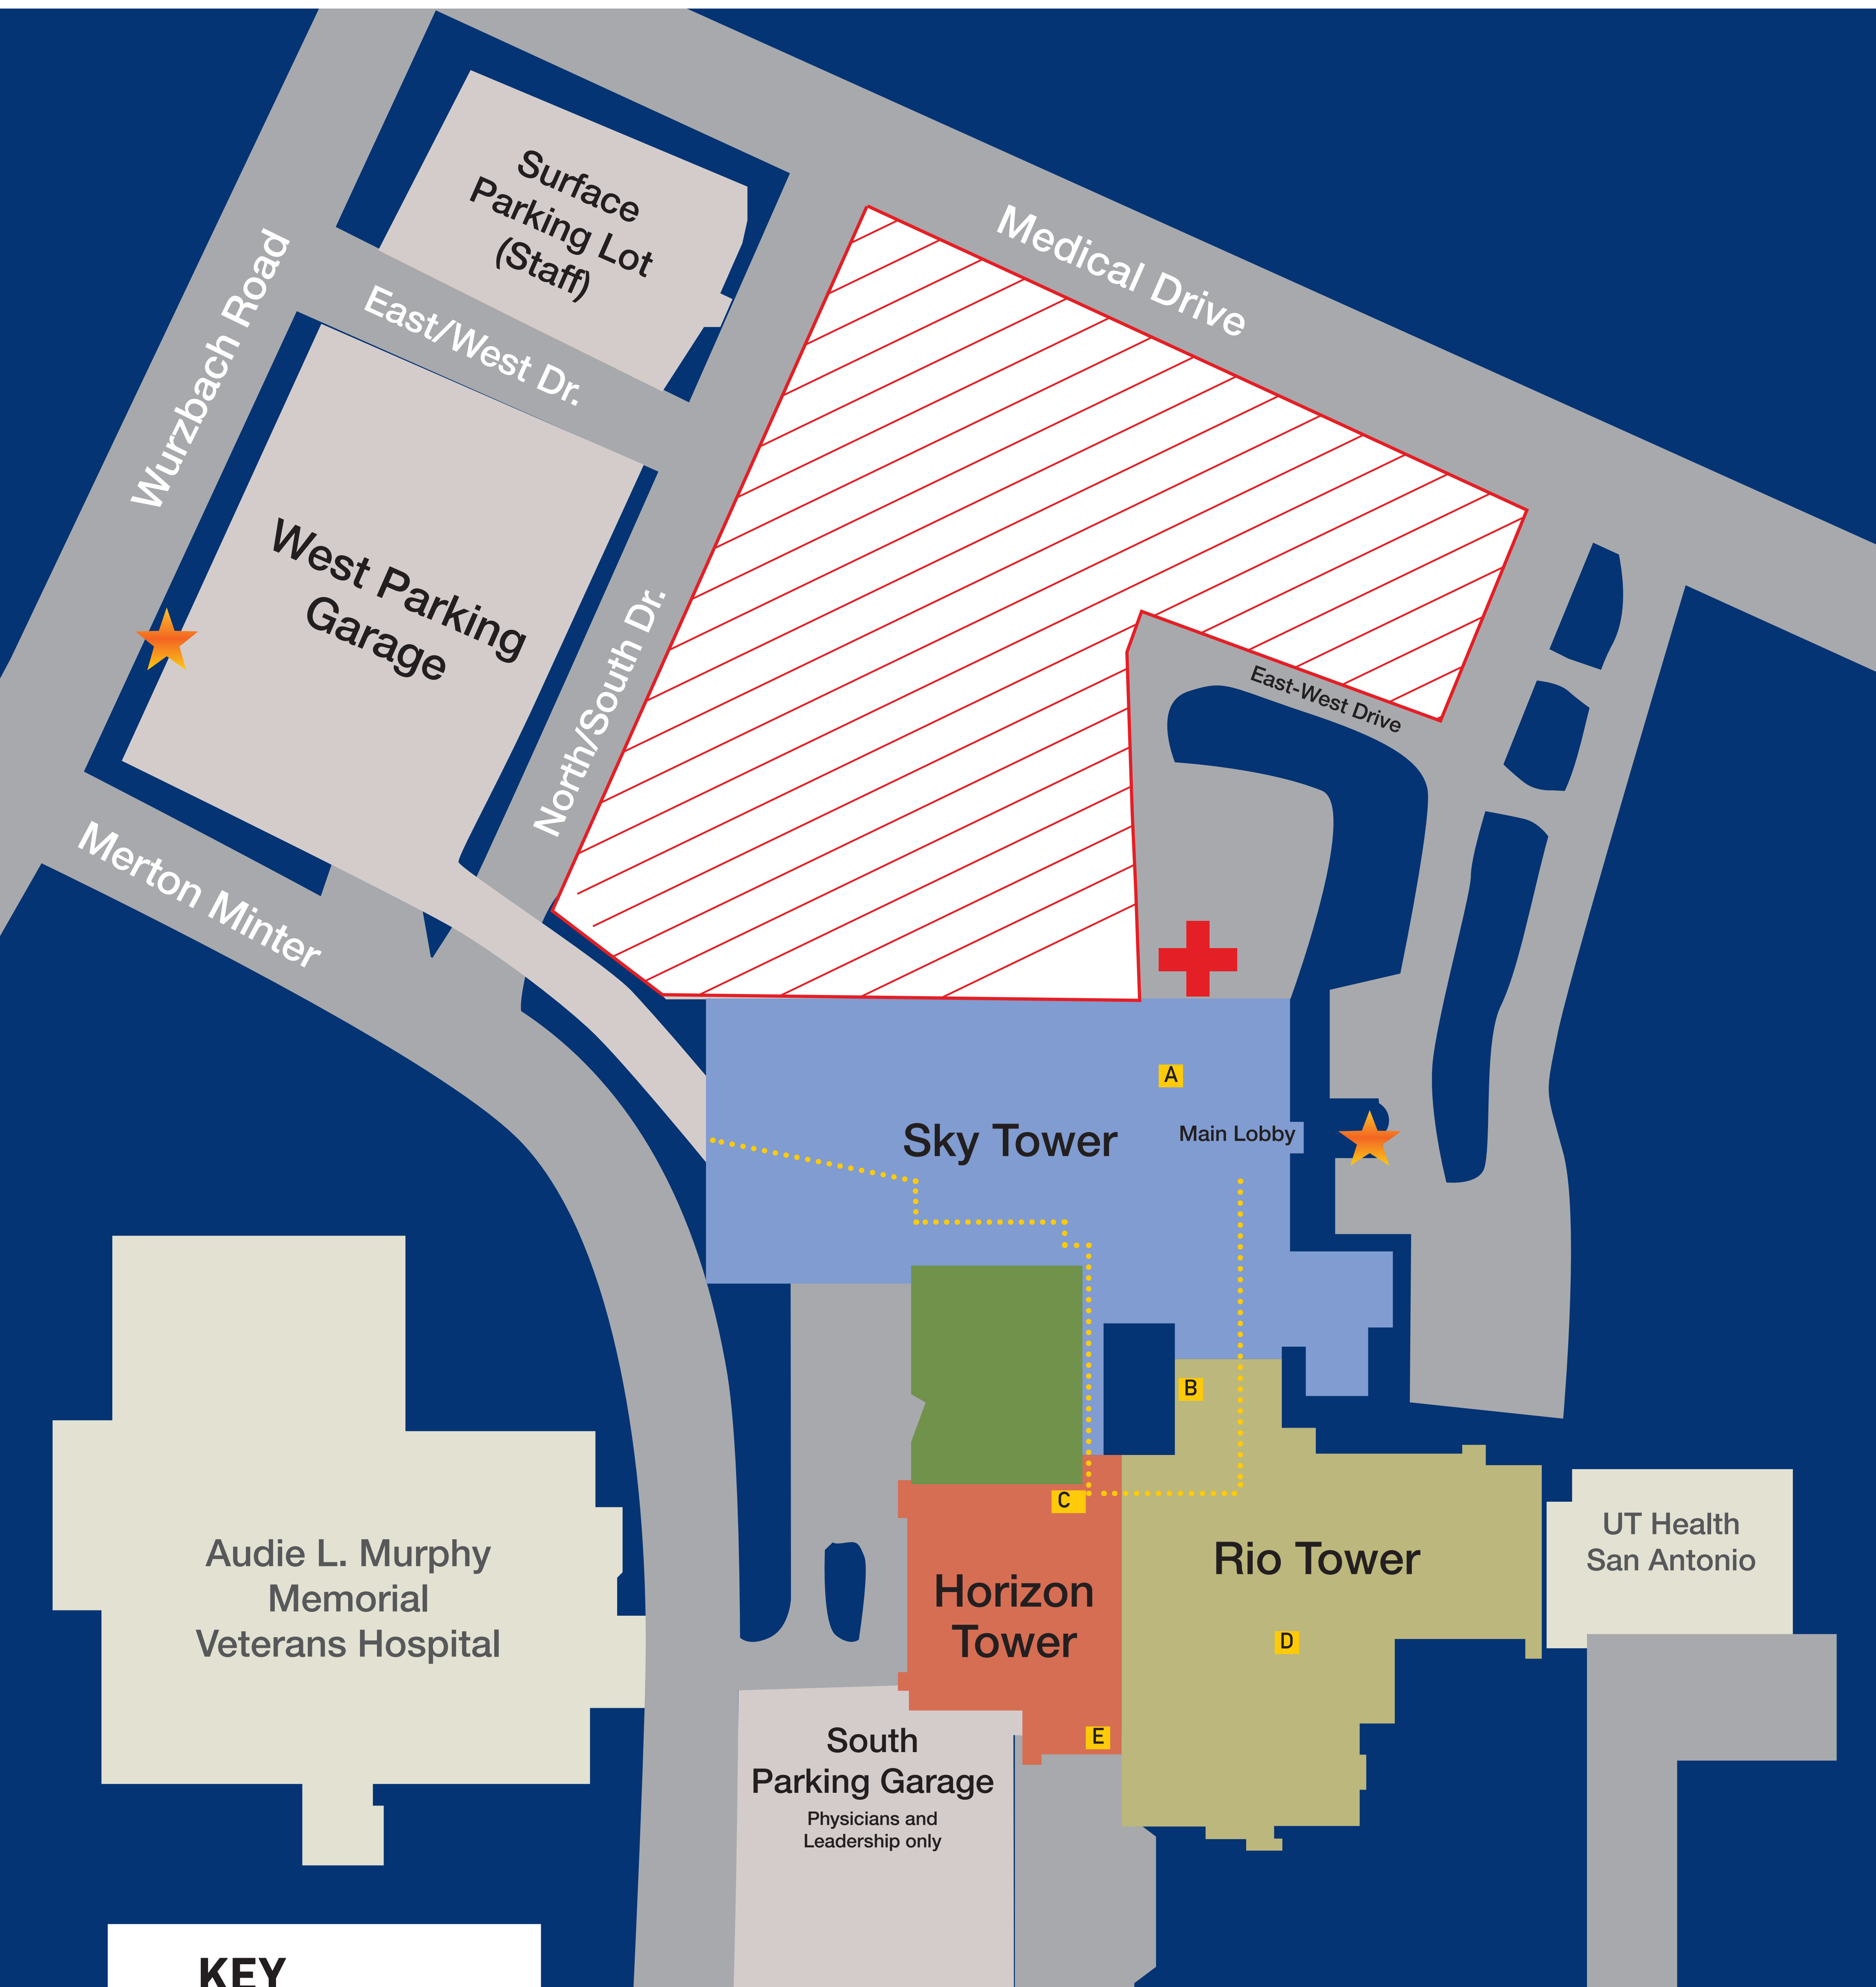 Surface
Parking Lot
(Staff)
Medical Drive
Wurzbach Road
East/West Dr.
West Parking
Garage
North/South Dr.
East-West Drive
Merton Minter
A
Sky Tower
Main Lobby
B
C
Rio Tower
UT Health
San Antonio
Audie L. Murphy
Memorial
Veterans Hospital
Horizon
Tower
D
E
South
Parking Garage
Physicians and
Leadership only
KEY